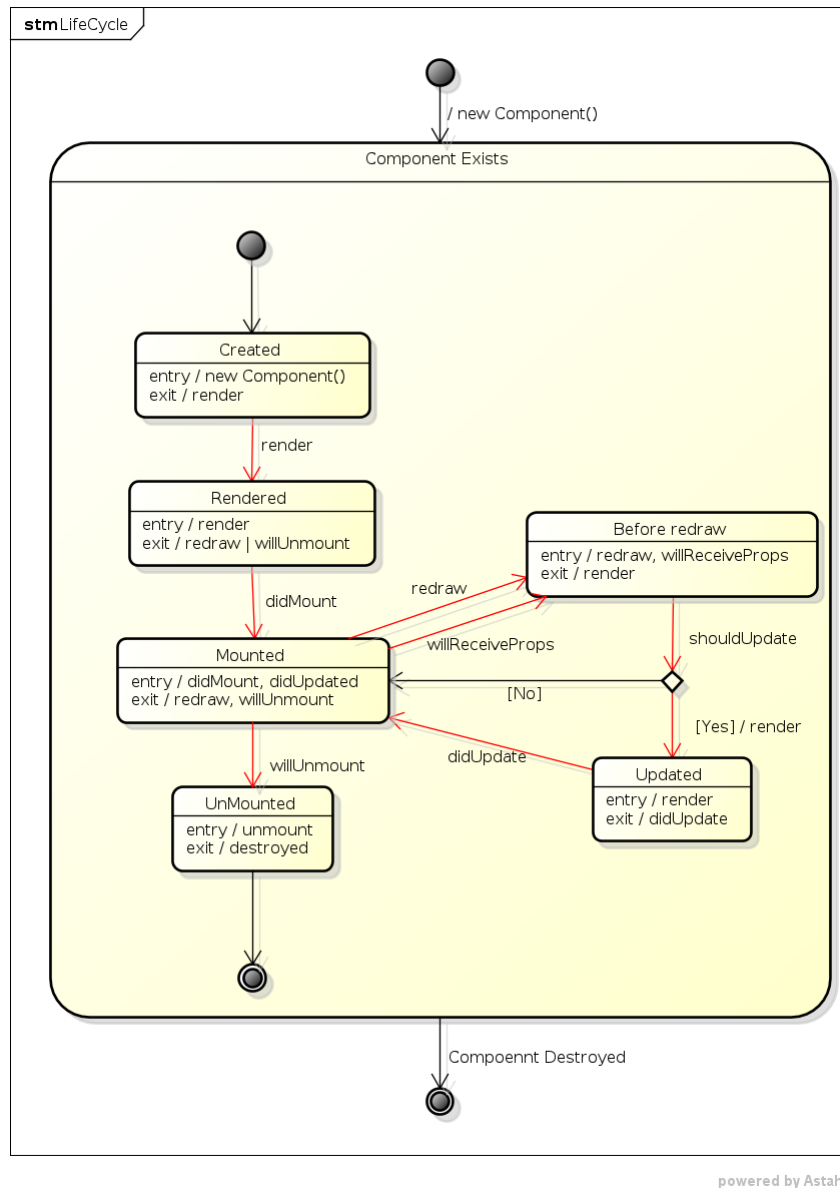 stm LifeCycle
/ new Component()
Component Exists
Created
entry / new Component()
exit / render
render
Rendered
entry / render
exit / redraw | willUnmount
Before redraw
entry / redraw, willReceiveProps
exit / render
redraw
didMount
willReceiveProps
shouldUpdate
Mounted
entry / didMount, didUpdated
exit / redraw, willUnmount
[No]
[Yes] / render
didUpdate
willUnmount
Updated
entry / render
exit / didUpdate
UnMounted
entry / unmount
exit / destroyed
Compoennt Destroyed
powered by Astah